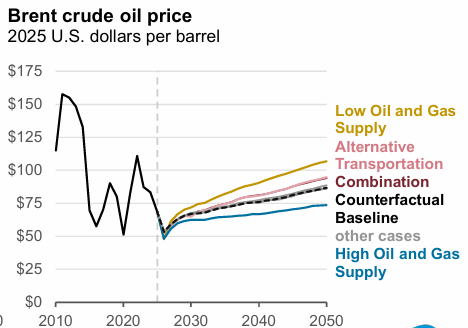 Brent crude oil price
2025 U.S. dollars per barrel
$175
$150
$125
$100
$75
$50
$25
$0
0
2010
2020
2030
2040
2050
Low Oil and Gas
Supply
Alternative
Transportation
Combination
Counterfactual
Baseline
other cases
High Oil and Gas
Supply